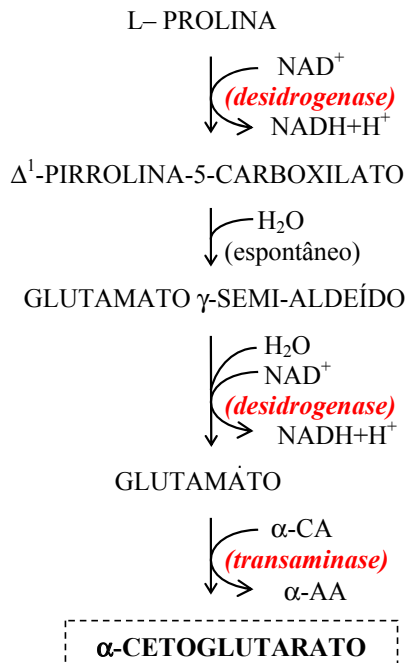 L– PROLINA
NAD⁺
(desidrogenase)
NADH+H⁺
Δ¹-PIRROLINA-5-CARBOXILATO
H₂O
(espontâneo)
GLUTAMATO γ-SEMI-ALDEÍDO
H₂O
NAD⁺
(desidrogenase)
NADH+H⁺
GLUTAMATO
α-CA
(transaminase)
α-AA
α-CETOGLUTARATO